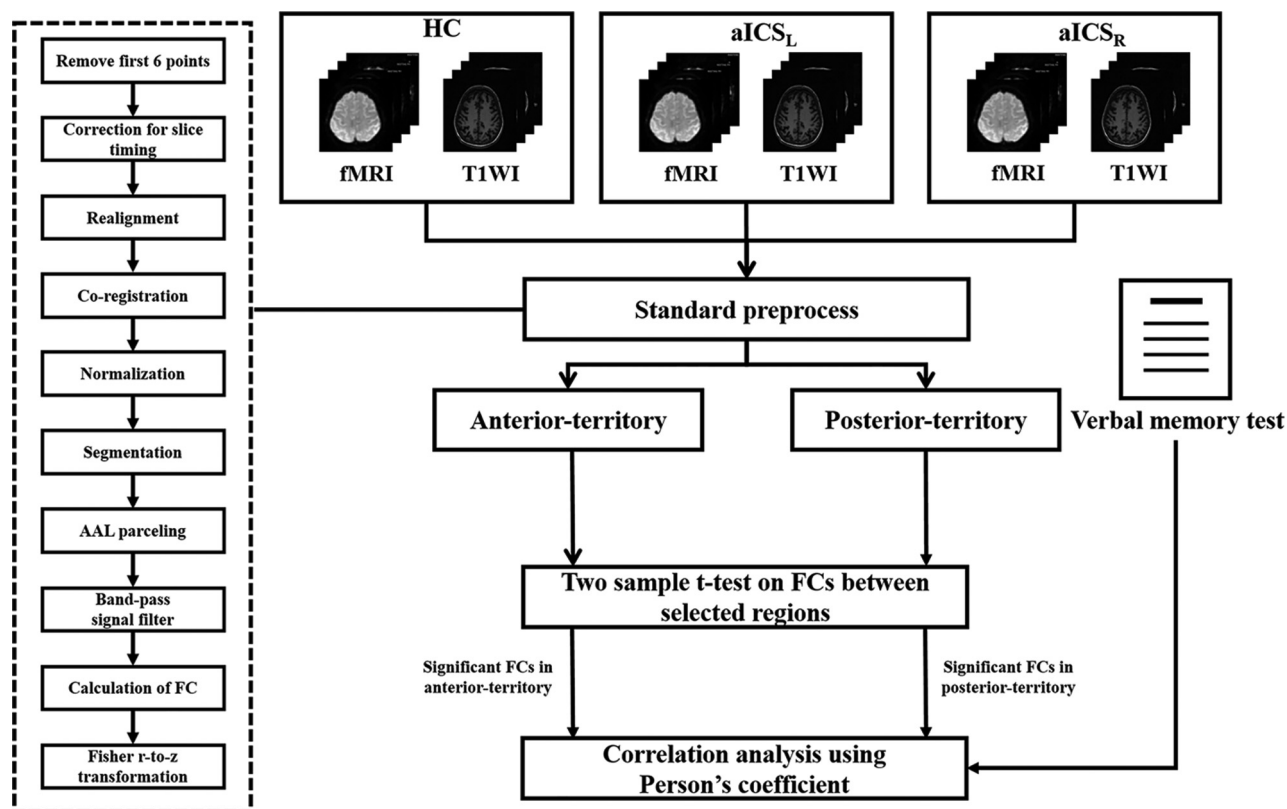 Remove first 6 points
Correction for slice
timing
Realignment
Co-registration
Normalization
Segmentation
AAL parceling
Band-pass
signal filter
Calculation of FC
Fisher r-to-z
transformation
HC
fMRI
T1WI
aICSL
fMRI
T1WI
aICSR
fMRI
T1WI
Standard preprocess
Anterior-territory
Posterior-territory
Verbal memory test
Two sample t-test on FCs between
selected regions
Significant FCs in
anterior-territory
Significant FCs in
posterior-territory
Correlation analysis using
Person's coefficient